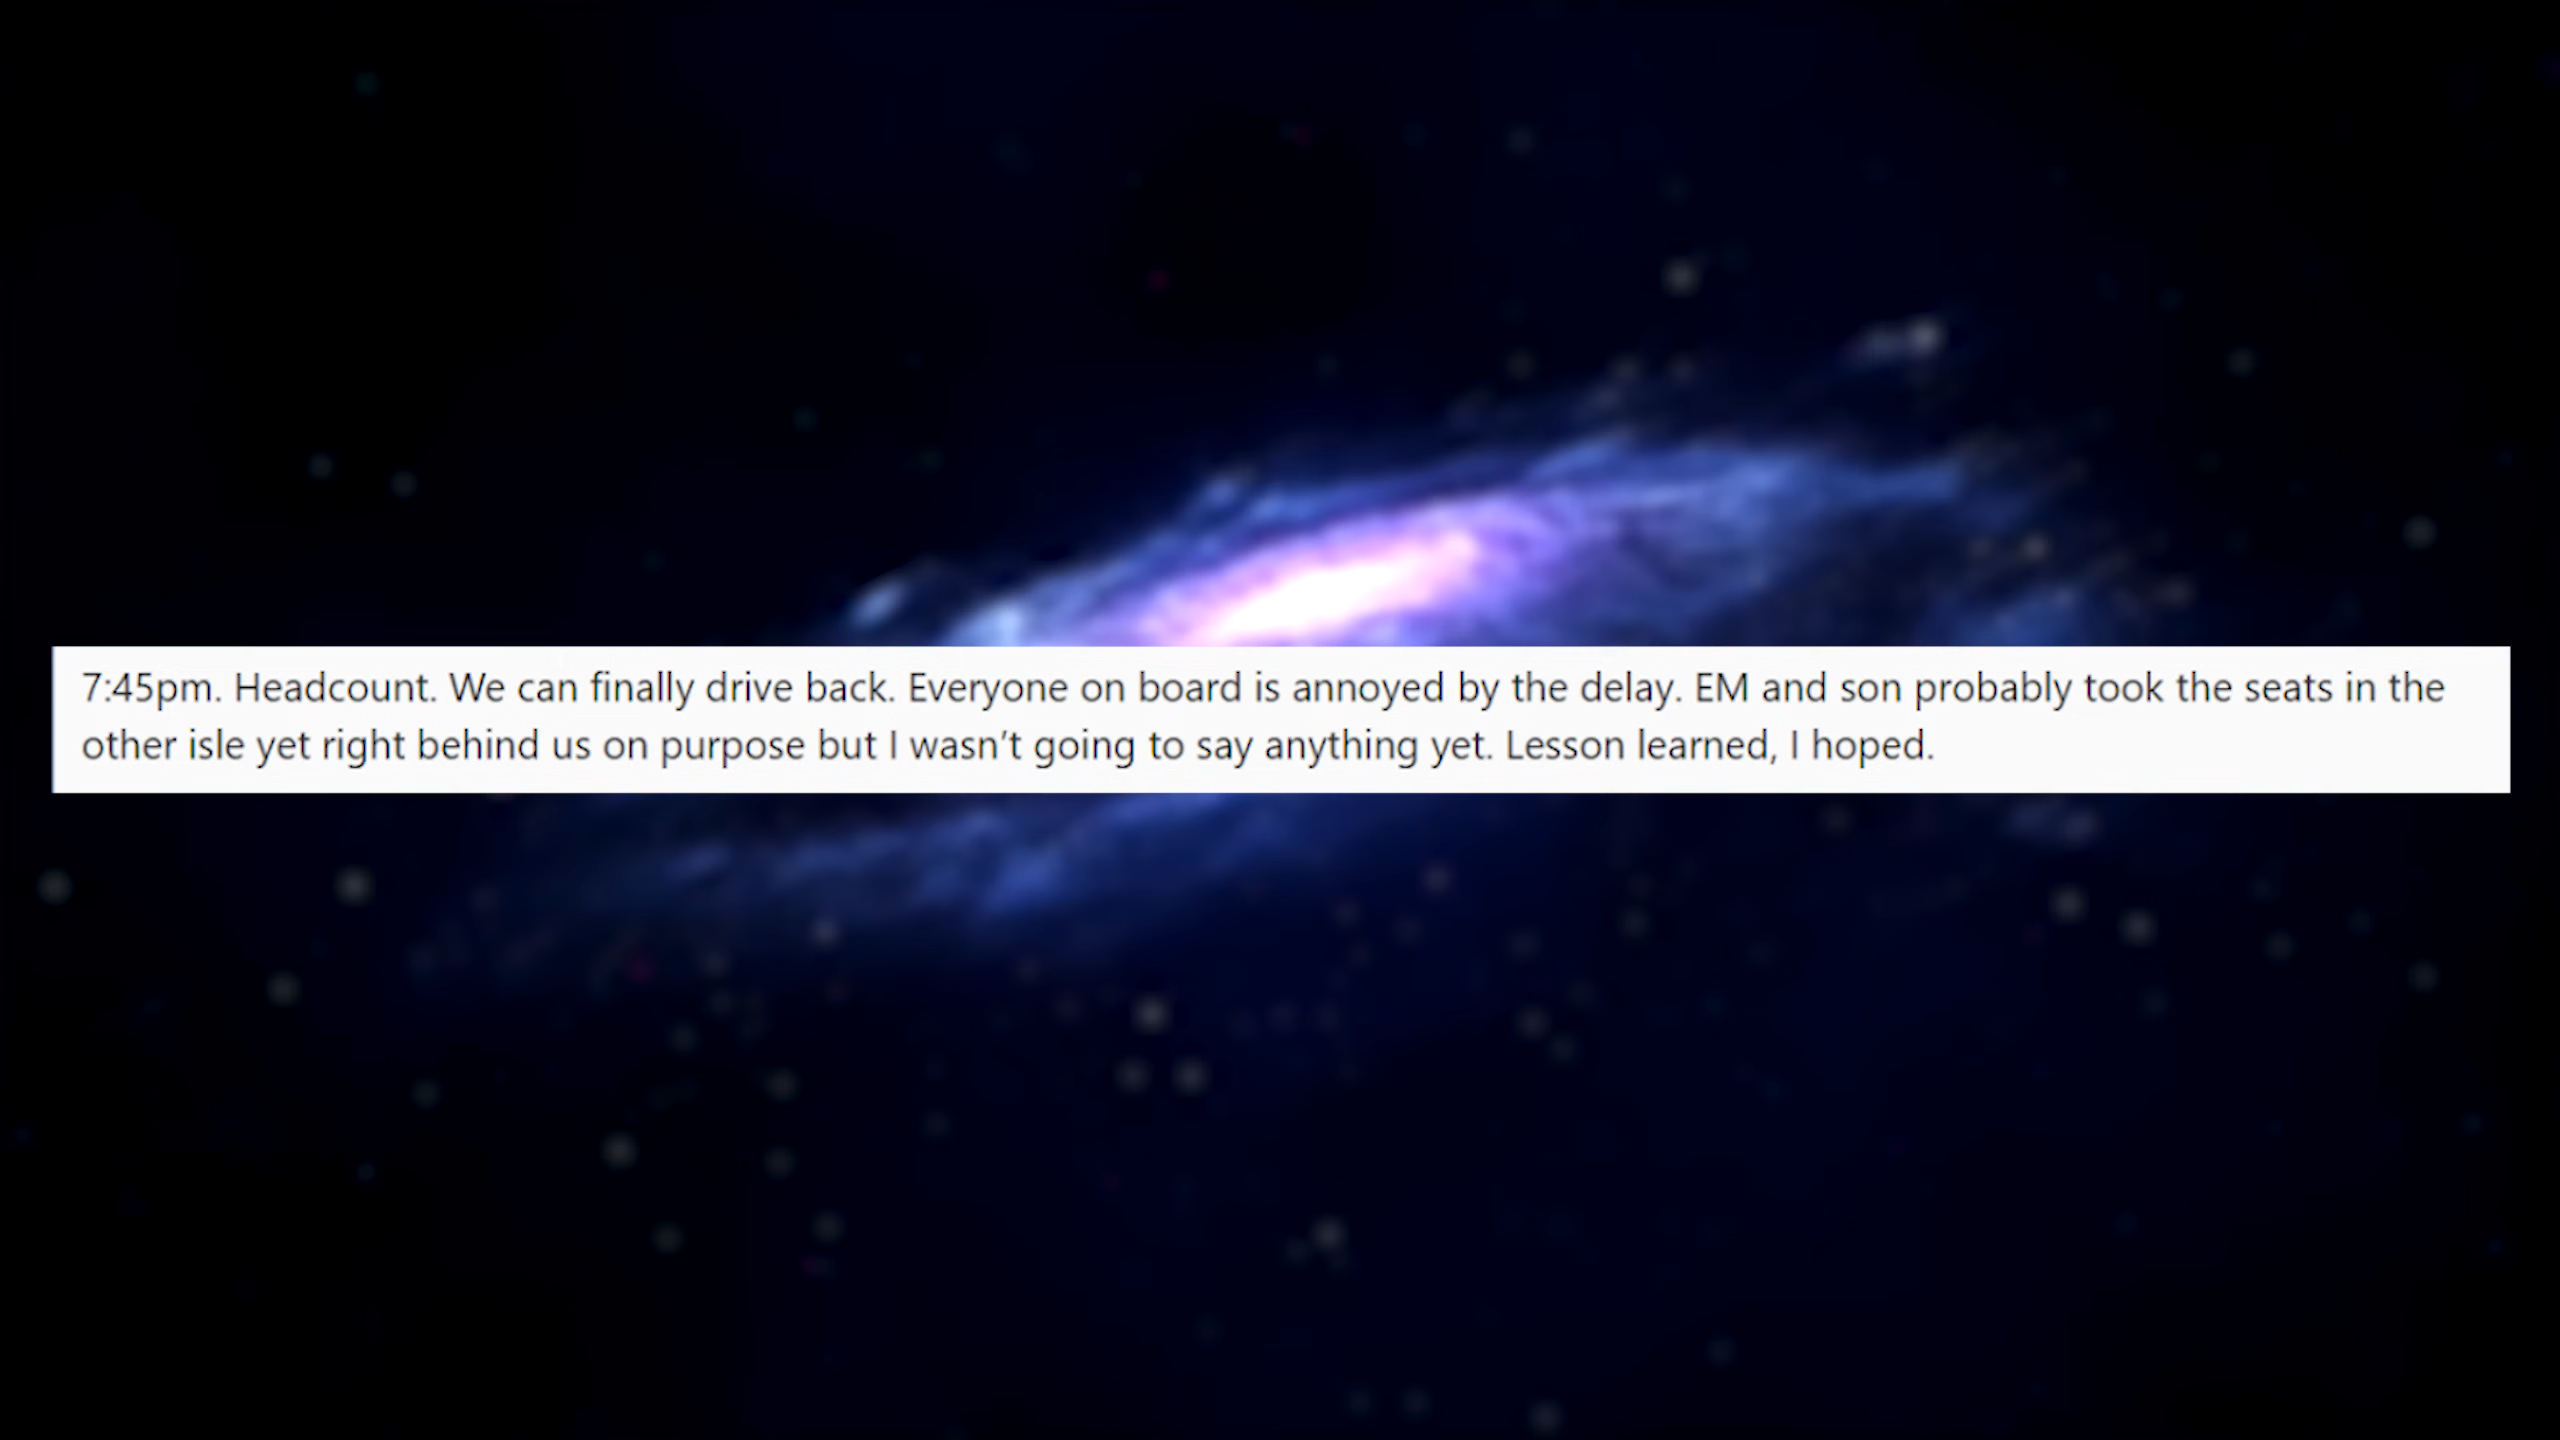 7:45pm. Headcount. We can finally drive back. Everyone on board is annoyed by the delay. EM and son probably took the seats in the
other isle yet right behind us on purpose but I wasn’t going to say anything yet. Lesson learned, I hoped.